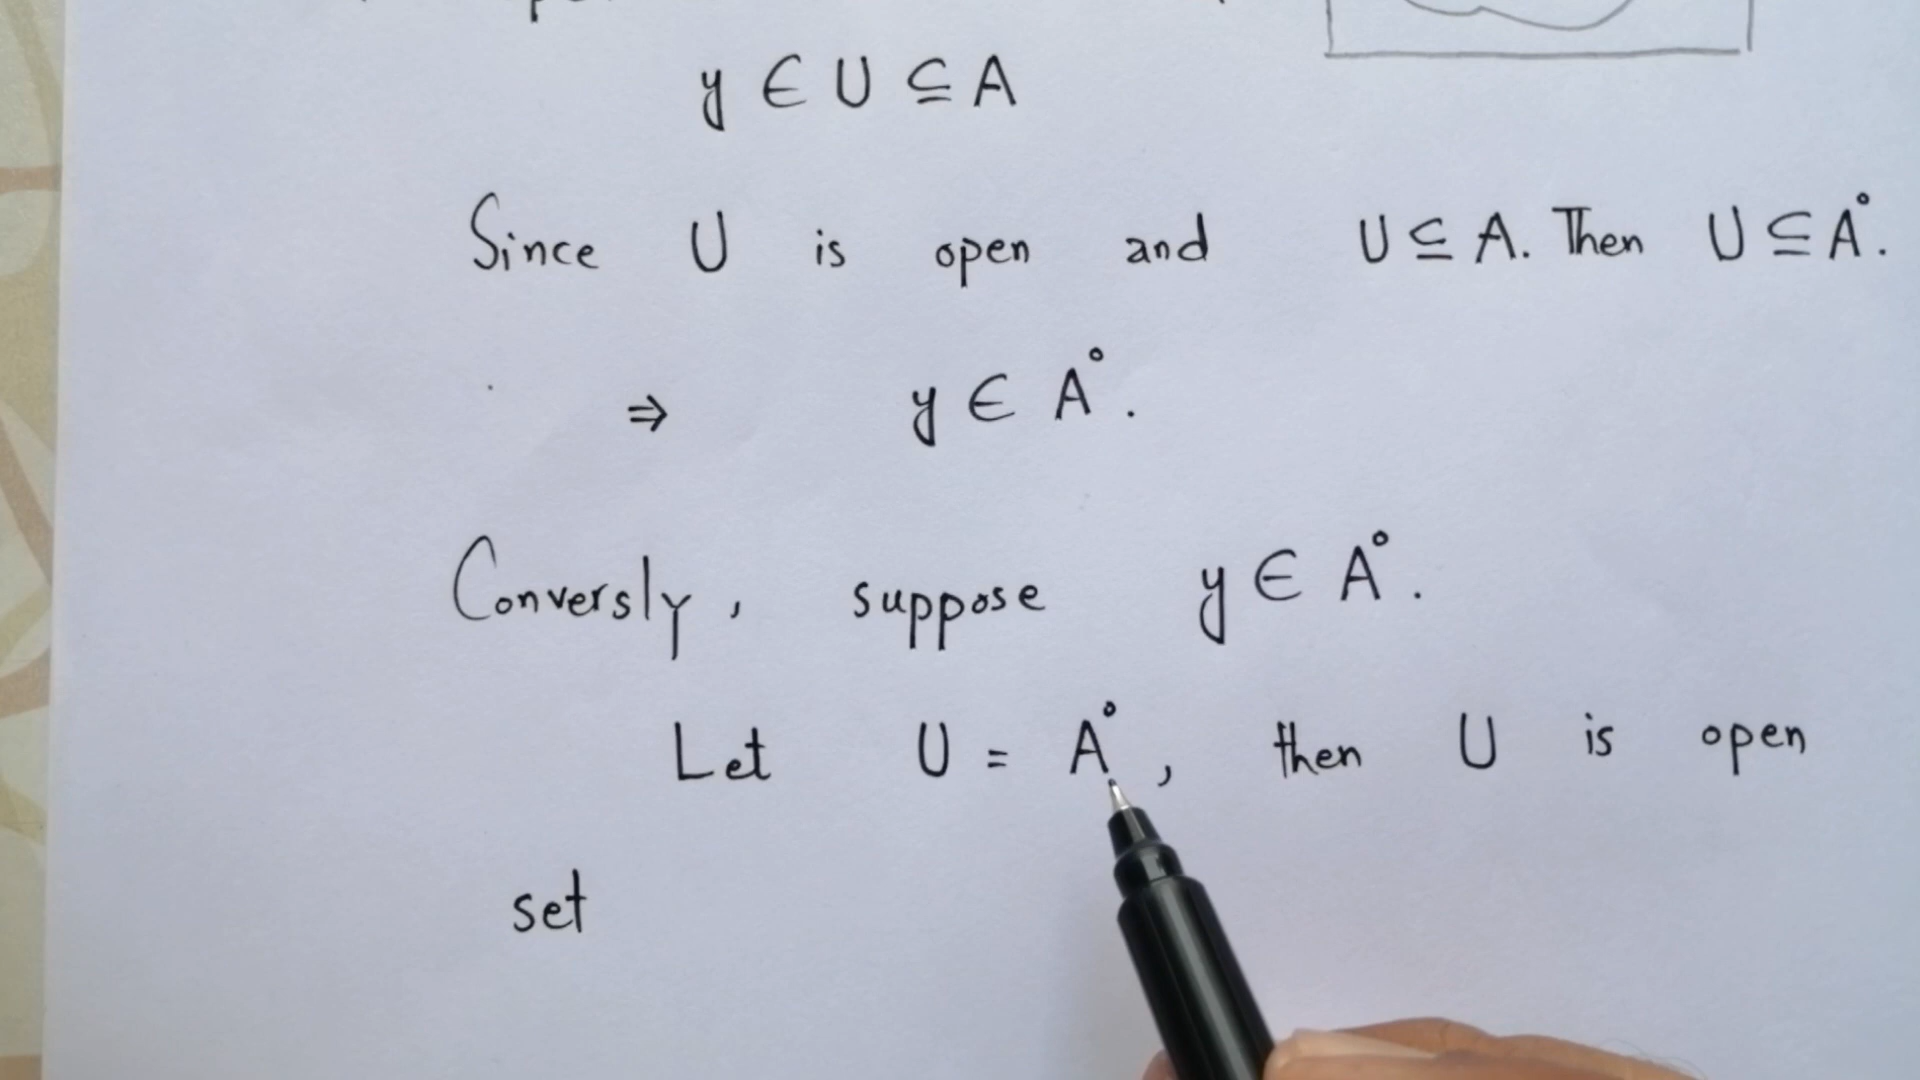 y ∈ U ⊆ A
Since U is open and U ⊆ A. Then U ⊆ A°.
⇒ y ∈ A°.
Conversly, suppose y ∈ A°.
Let U = A°, then U is open
set